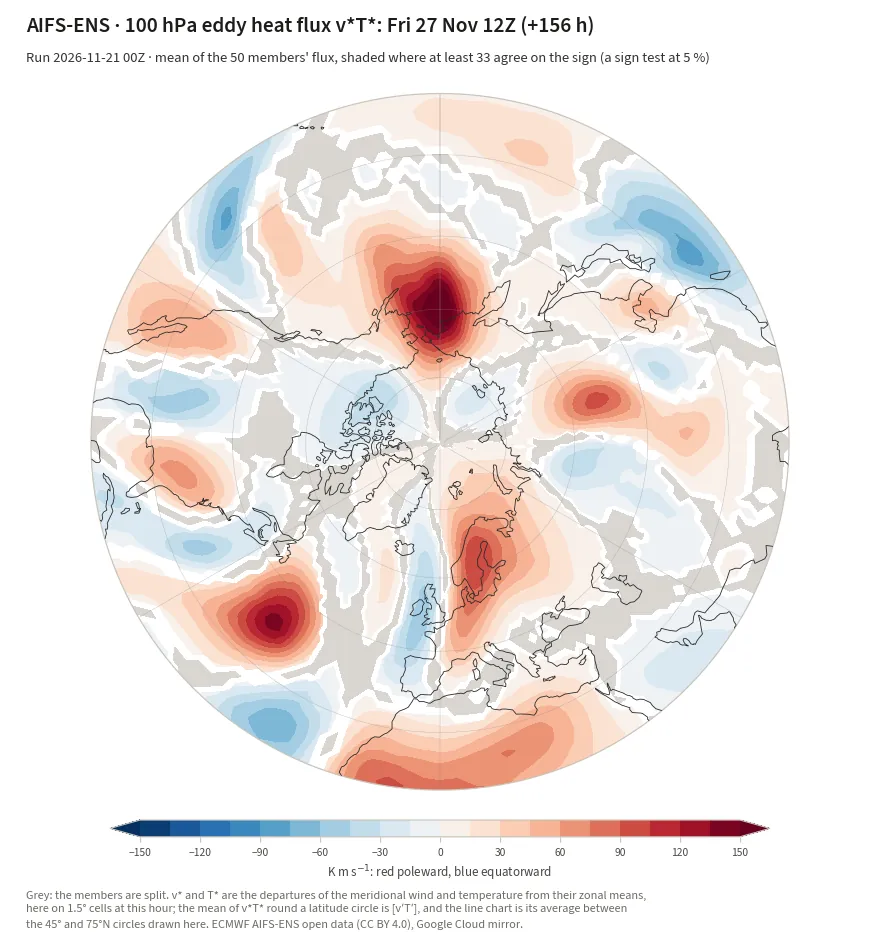 AIFS-ENS · 100 hPa eddy heat flux v*T*: Fri 27 Nov 12Z (+156 h)
Run 2026-11-21 00Z · mean of the 50 members' flux, shaded where at least 33 agree on the sign (a sign test at 5 %)
−150 −120 −90 −60 −30 0 30 60 90 120 150
K m s⁻¹: red poleward, blue equatorward
Grey: the members are split. v* and T* are the departures of the meridional wind and temperature from their zonal means,
here on 1.5° cells at this hour; the mean of v*T* round a latitude circle is [v′T′], and the line chart is its average between
the 45° and 75°N circles drawn here. ECMWF AIFS-ENS open data (CC BY 4.0), Google Cloud mirror.